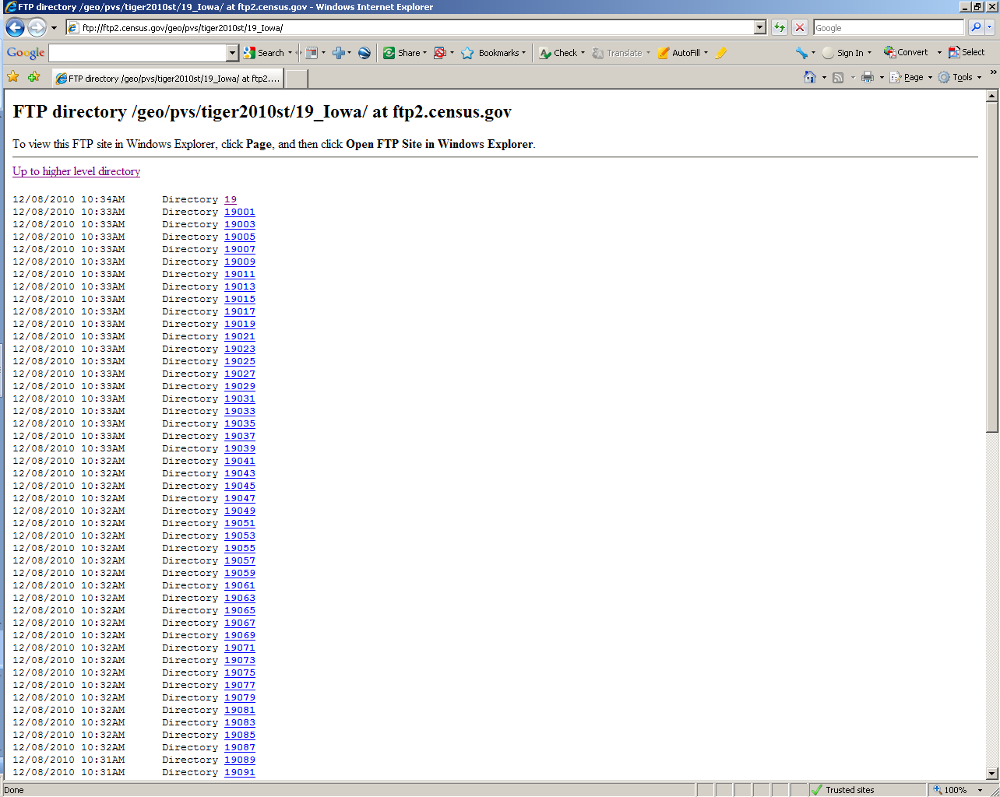 FTP directory /geo/pvs/tiger2010st/19_Iowa/ at ftp2.census.gov - Windows Internet Explorer
ftp://ftp2.census.gov/geo/pvs/tiger2010st/19_Iowa/ Google
Google Search Share Bookmarks Check Translate AutoFill Sign In Convert Select
FTP directory /geo/pvs/tiger2010st/19_Iowa/ at ftp2.... Page Tools
FTP directory /geo/pvs/tiger2010st/19_Iowa/ at ftp2.census.gov
To view this FTP site in Windows Explorer, click Page, and then click Open FTP Site in Windows Explorer.
Up to higher level directory
12/08/2010 10:34AM Directory 19
12/08/2010 10:33AM Directory 19001
12/08/2010 10:33AM Directory 19003
12/08/2010 10:33AM Directory 19005
12/08/2010 10:33AM Directory 19007
12/08/2010 10:33AM Directory 19009
12/08/2010 10:33AM Directory 19011
12/08/2010 10:33AM Directory 19013
12/08/2010 10:33AM Directory 19015
12/08/2010 10:33AM Directory 19017
12/08/2010 10:33AM Directory 19019
12/08/2010 10:33AM Directory 19021
12/08/2010 10:33AM Directory 19023
12/08/2010 10:33AM Directory 19025
12/08/2010 10:33AM Directory 19027
12/08/2010 10:33AM Directory 19029
12/08/2010 10:33AM Directory 19031
12/08/2010 10:33AM Directory 19033
12/08/2010 10:33AM Directory 19035
12/08/2010 10:33AM Directory 19037
12/08/2010 10:33AM Directory 19039
12/08/2010 10:32AM Directory 19041
12/08/2010 10:32AM Directory 19043
12/08/2010 10:32AM Directory 19045
12/08/2010 10:32AM Directory 19047
12/08/2010 10:32AM Directory 19049
12/08/2010 10:32AM Directory 19051
12/08/2010 10:32AM Directory 19053
12/08/2010 10:32AM Directory 19055
12/08/2010 10:32AM Directory 19057
12/08/2010 10:32AM Directory 19059
12/08/2010 10:32AM Directory 19061
12/08/2010 10:32AM Directory 19063
12/08/2010 10:32AM Directory 19065
12/08/2010 10:32AM Directory 19067
12/08/2010 10:32AM Directory 19069
12/08/2010 10:32AM Directory 19071
12/08/2010 10:32AM Directory 19073
12/08/2010 10:32AM Directory 19075
12/08/2010 10:32AM Directory 19077
12/08/2010 10:32AM Directory 19079
12/08/2010 10:32AM Directory 19081
12/08/2010 10:32AM Directory 19083
12/08/2010 10:32AM Directory 19085
12/08/2010 10:32AM Directory 19087
12/08/2010 10:31AM Directory 19089
12/08/2010 10:31AM Directory 19091
Done Trusted sites 100%